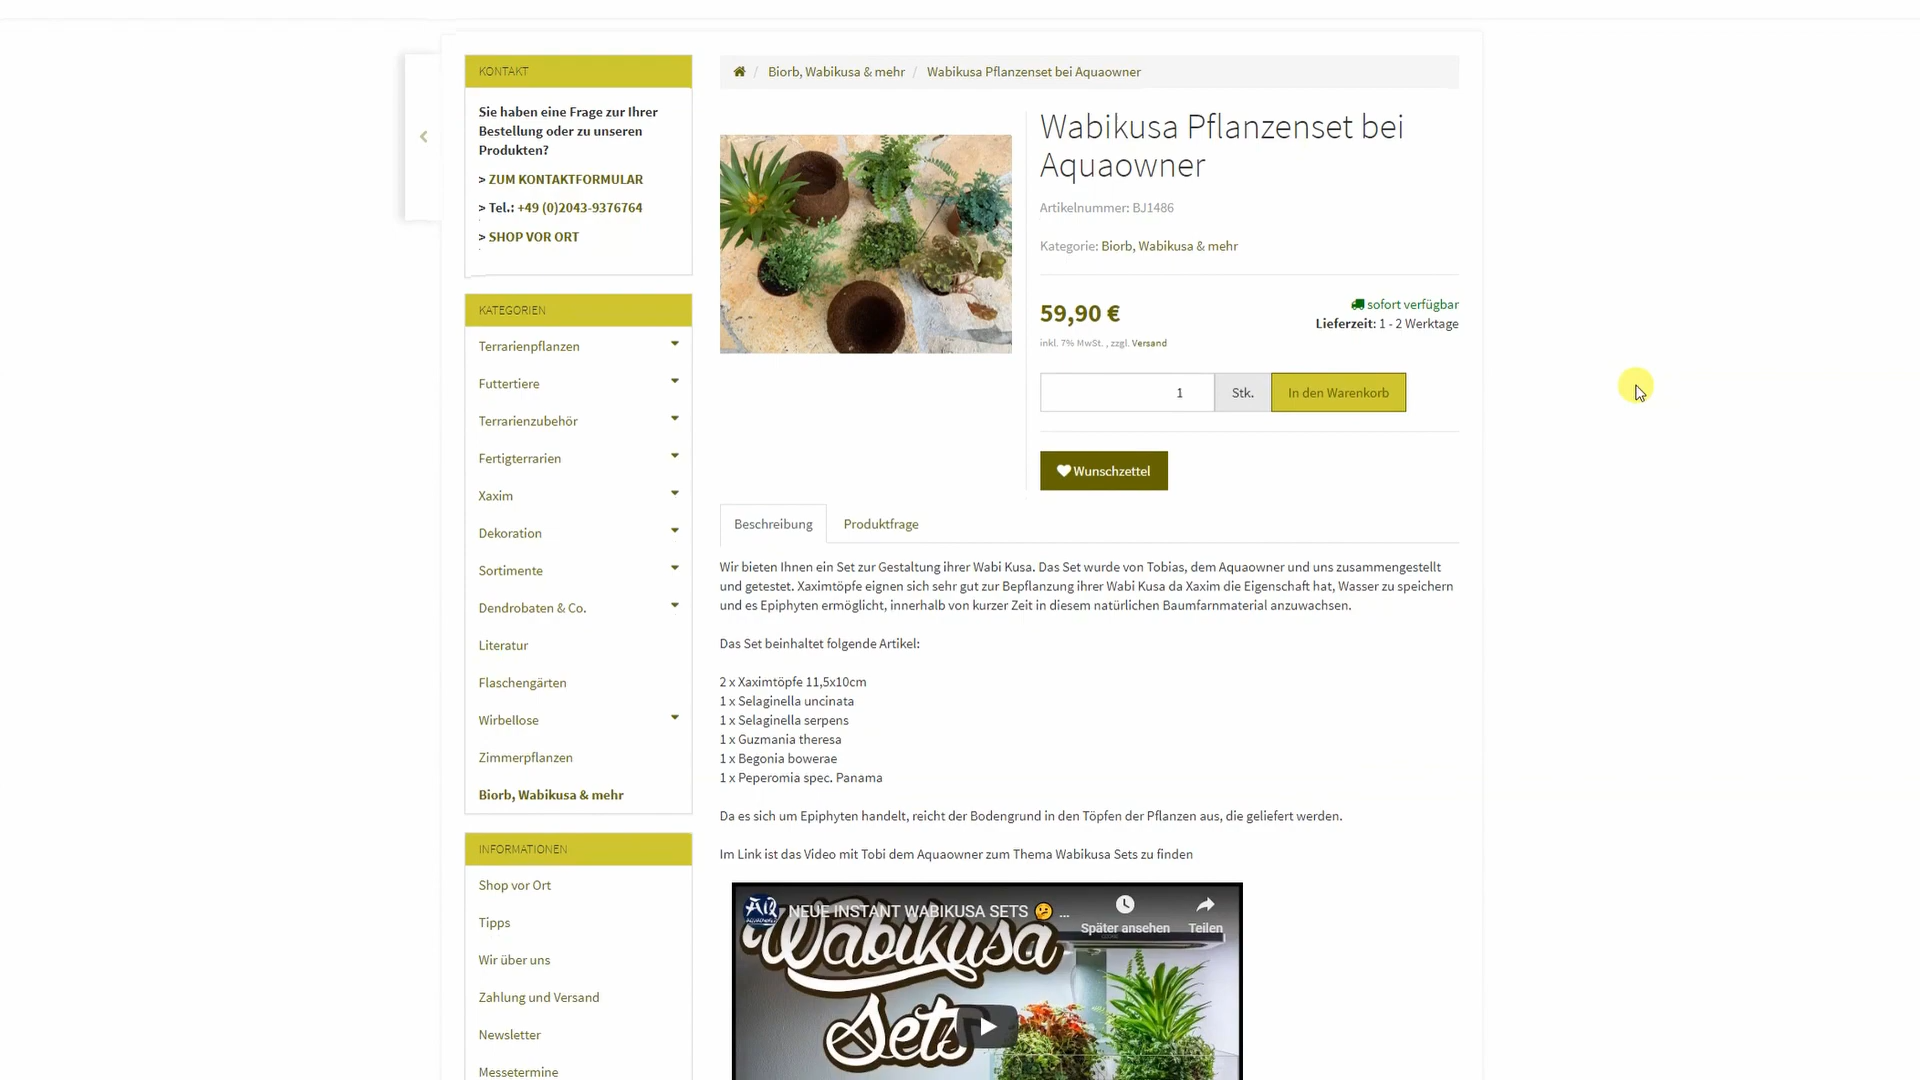 KONTAKT
Sie haben eine Frage zur Ihrer
Bestellung oder zu unseren
Produkten?
> ZUM KONTAKTFORMULAR
> Tel.: +49 (0)2043-9376764
> SHOP VOR ORT
KATEGORIEN
Terrarienpflanzen
Futtertiere
Terrarienzubehör
Fertigterrarien
Xaxim
Dekoration
Sortimente
Dendrobaten & Co.
Literatur
Flaschengärten
Wirbellose
Zimmerpflanzen
Biorb, Wabikusa & mehr
INFORMATIONEN
Shop vor Ort
Tipps
Wir über uns
Zahlung und Versand
Newsletter
Messetermine
/ Biorb, Wabikusa & mehr / Wabikusa Pflanzenset bei Aquaowner
Wabikusa Pflanzenset bei
Aquaowner
Artikelnummer: BJ1486
Kategorie: Biorb, Wabikusa & mehr
59,90 €
inkl. 7% MwSt. , zzgl. Versand
sofort verfügbar
Lieferzeit: 1 - 2 Werktage
1 Stk. In den Warenkorb
Wunschzettel
Beschreibung Produktfrage
Wir bieten Ihnen ein Set zur Gestaltung ihrer Wabi Kusa. Das Set wurde von Tobias, dem Aquaowner und uns zusammengestellt
und getestet. Xaximtöpfe eignen sich sehr gut zur Bepflanzung ihrer Wabi Kusa da Xaxim die Eigenschaft hat, Wasser zu speichern
und es Epiphyten ermöglicht, innerhalb von kurzer Zeit in diesem natürlichen Baumfarnmaterial anzuwachsen.
Das Set beinhaltet folgende Artikel:
2 x Xaximtöpfe 11,5x10cm
1 x Selaginella uncinata
1 x Selaginella serpens
1 x Guzmania theresa
1 x Begonia bowerae
1 x Peperomia spec. Panama
Da es sich um Epiphyten handelt, reicht der Bodengrund in den Töpfen der Pflanzen aus, die geliefert werden.
Im Link ist das Video mit Tobi dem Aquaowner zum Thema Wabikusa Sets zu finden
NEUE INSTANT WABIKUSA SETS 🤔 ...
Später ansehen Teilen
Wabikusa
Sets